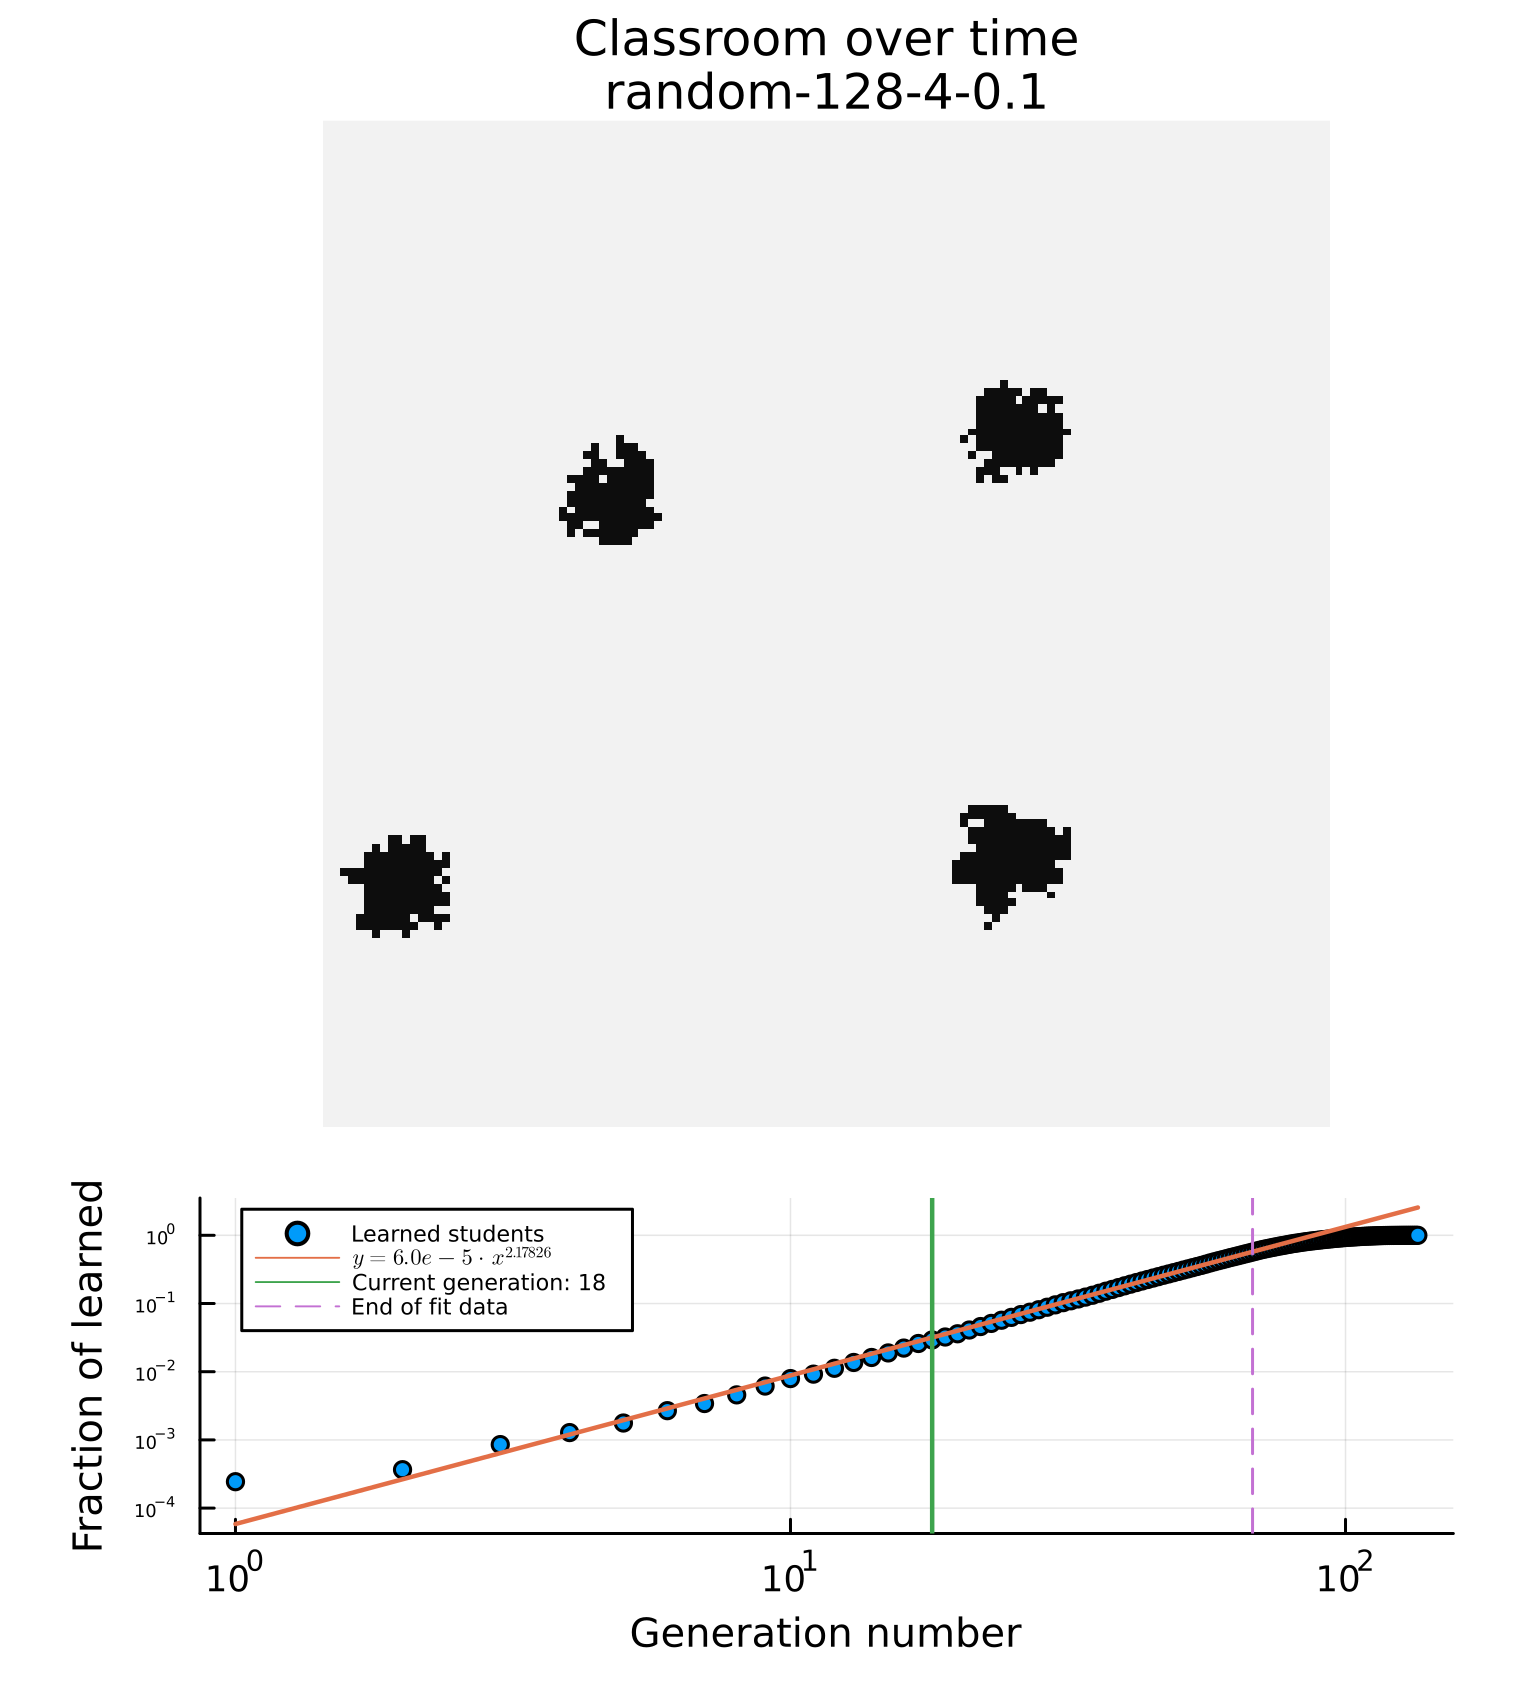 Classroom over time
random-128-4-0.1
Fraction of learned
10^0
10^-1
10^-2
10^-3
10^-4
Learned students
y = 6.0e − 5 · x^2.17826
Current generation: 18
End of fit data
10^0
10^1
10^2
Generation number